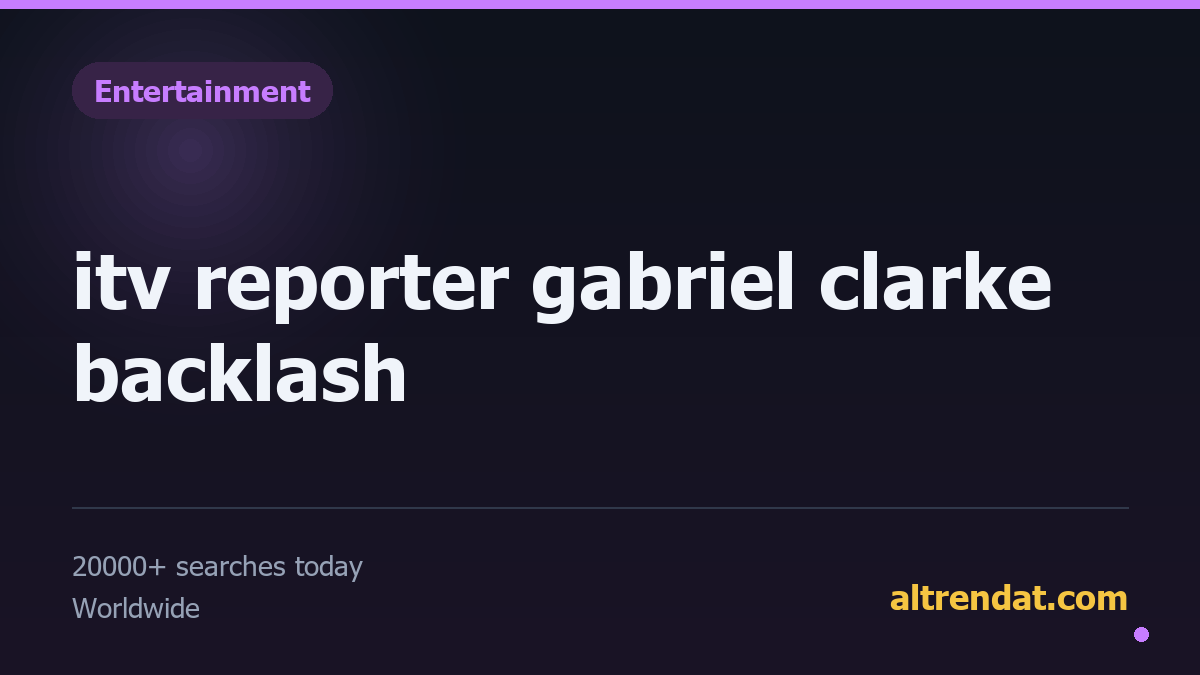 Entertainment
itv reporter gabriel clarke
backlash
20000+ searches today
Worldwide
altrendat.com